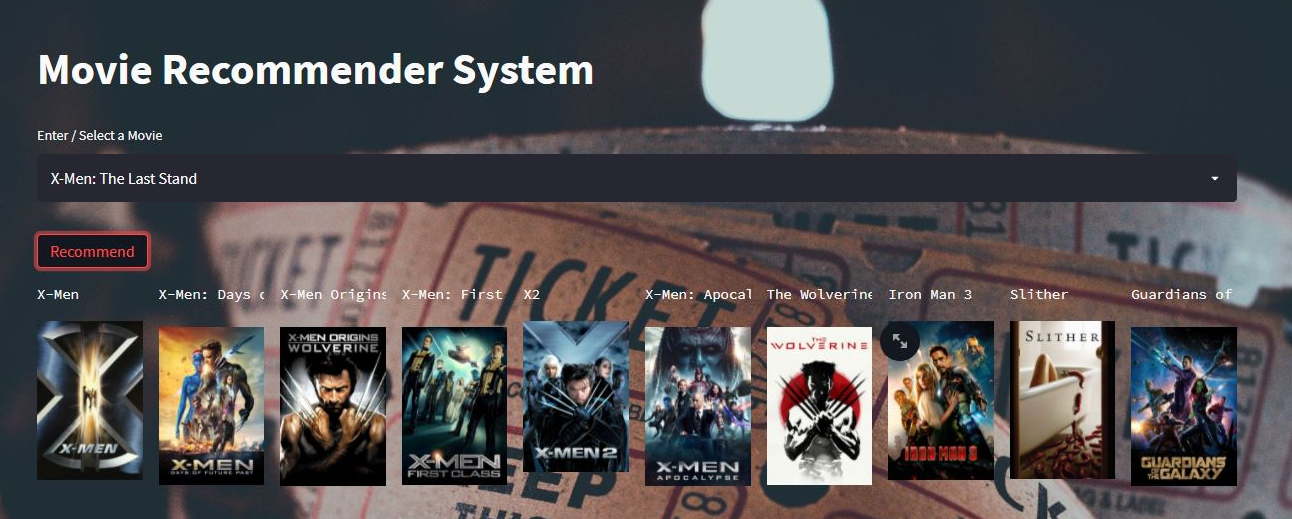 Movie Recommender System
Enter / Select a Movie
X-Men: The Last Stand
Recommend
X-Men
X-Men: Days
X-Men Origins
X-Men: First
X2
X-Men: Apocal
The Wolverine
Iron Man 3
Slither
Guardians of
X-MEN
X-MEN
DAYS OF FUTURE PAST
X-MEN ORIGINS
WOLVERINE
X-MEN
FIRST CLASS
X-MEN 2
X-MEN
APOCALYPSE
THE
WOLVERINE
IRON MAN 3
SLITHER
GUARDIANS
OF THE GALAXY
TICKET
TICKET
8177
TICK
81